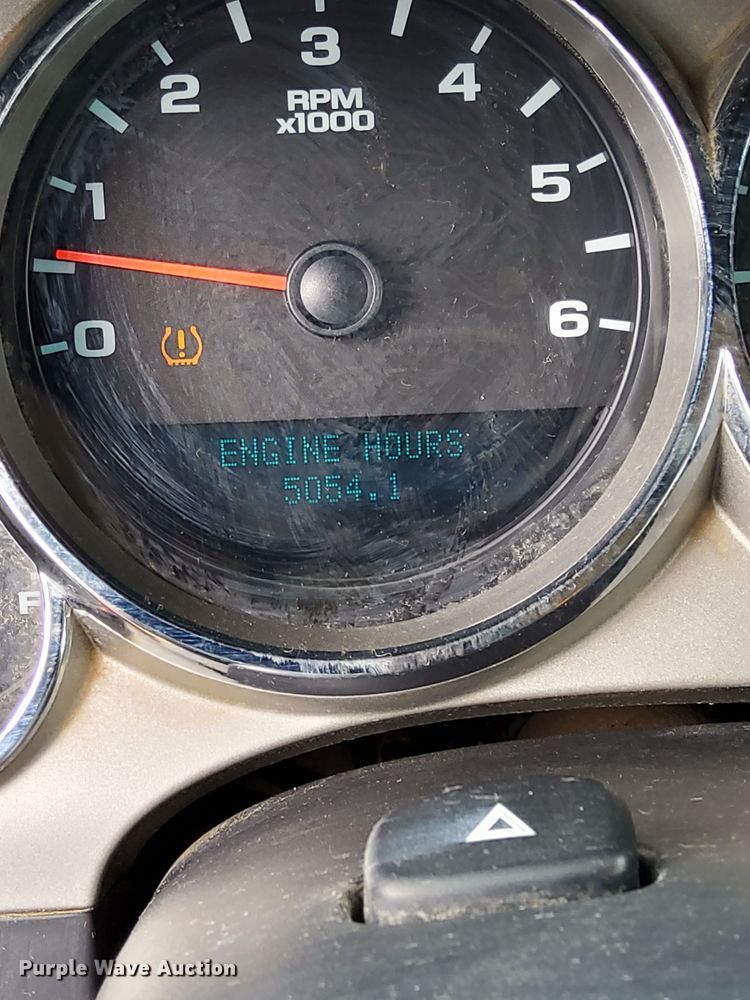 3
2
4
RPM
x1000
1
5
0
6
ENGINE HOURS
5054.1
F
Purple Wave Auction